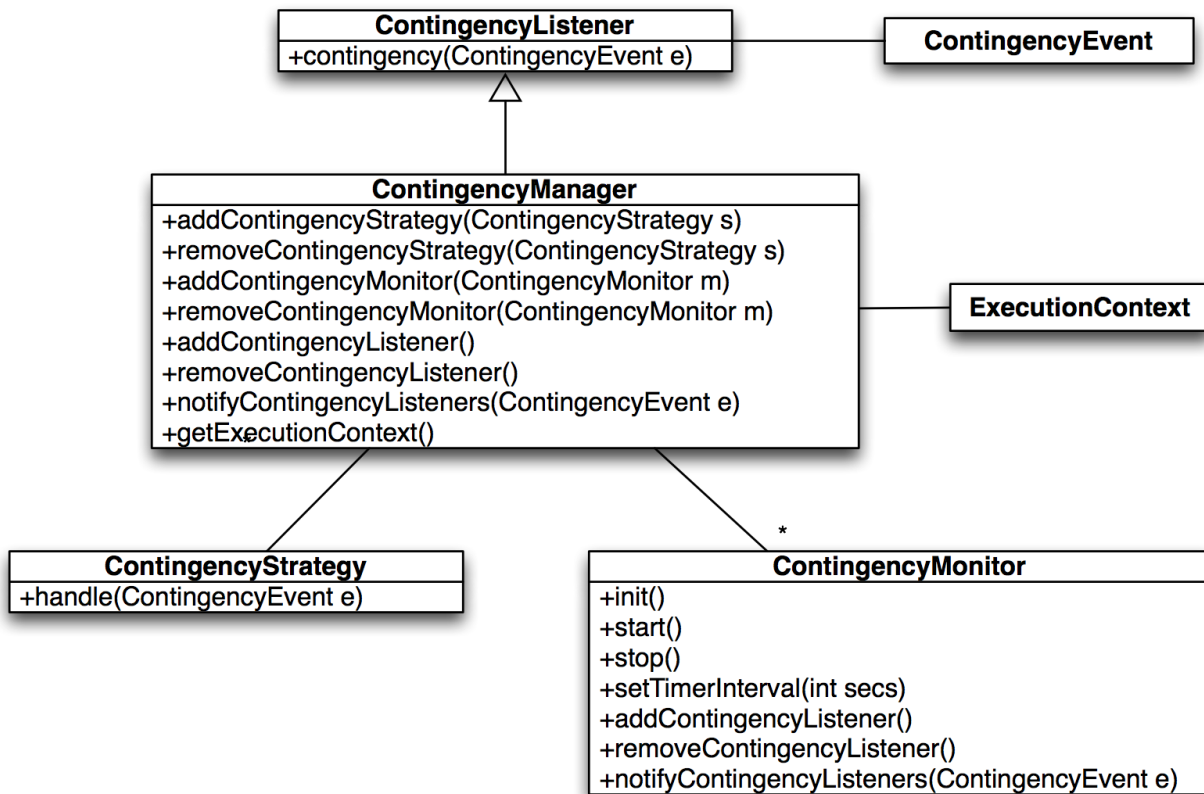 ContingencyListener
+contingency(ContingencyEvent e)
ContingencyEvent
ContingencyManager
+addContingencyStrategy(ContingencyStrategy s)
+removeContingencyStrategy(ContingencyStrategy s)
+addContingencyMonitor(ContingencyMonitor m)
+removeContingencyMonitor(ContingencyMonitor m)
+addContingencyListener()
+removeContingencyListener()
+notifyContingencyListeners(ContingencyEvent e)
+getExecutionContext()
*
ExecutionContext
ContingencyStrategy
+handle(ContingencyEvent e)
*
ContingencyMonitor
+init()
+start()
+stop()
+setTimerInterval(int secs)
+addContingencyListener()
+removeContingencyListener()
+notifyContingencyListeners(ContingencyEvent e)